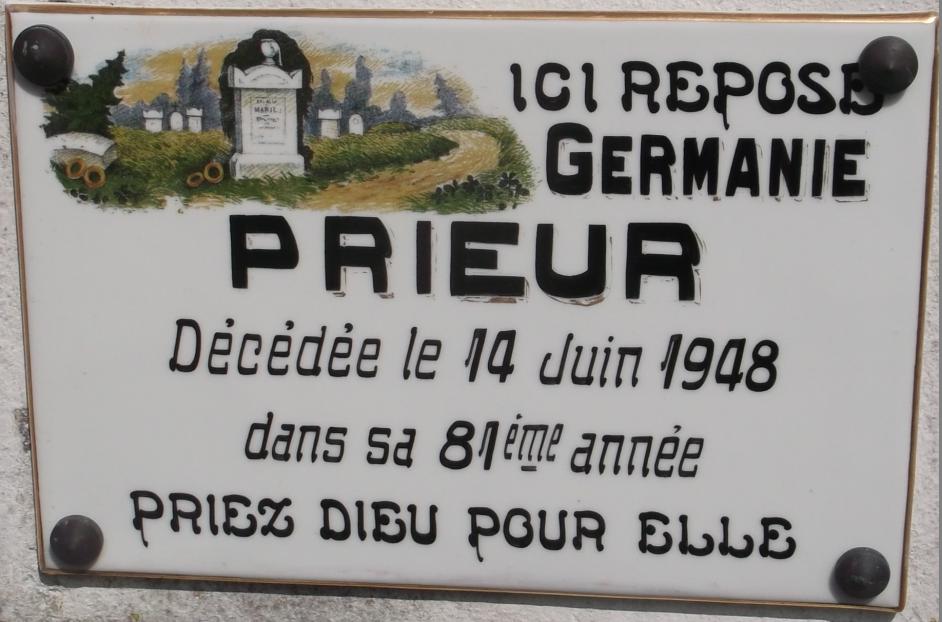 ICI REPOSE
GERMANIE
PRIEUR
Décédée le 14 Juin 1948
dans sa 81ème année
PRIEZ DIEU POUR ELLE